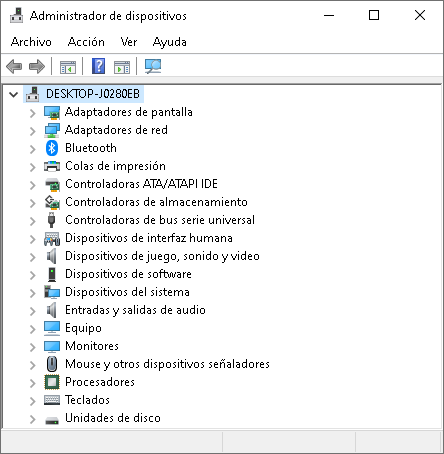 Administrador de dispositivos
Archivo Acción Ver Ayuda
DESKTOP-J0280EB
Adaptadores de pantalla
Adaptadores de red
Bluetooth
Colas de impresión
Controladoras ATA/ATAPI IDE
Controladoras de almacenamiento
Controladoras de bus serie universal
Dispositivos de interfaz humana
Dispositivos de juego, sonido y video
Dispositivos de software
Dispositivos del sistema
Entradas y salidas de audio
Equipo
Monitores
Mouse y otros dispositivos señaladores
Procesadores
Teclados
Unidades de disco